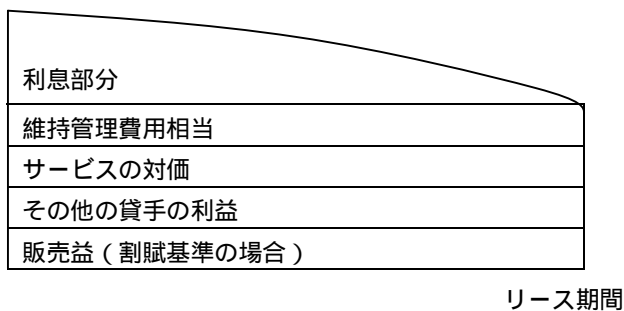 利息部分
維持管理費用相当
サービスの対価
その他の貸手の利益
販売益(割賦基準の場合)
リース期間